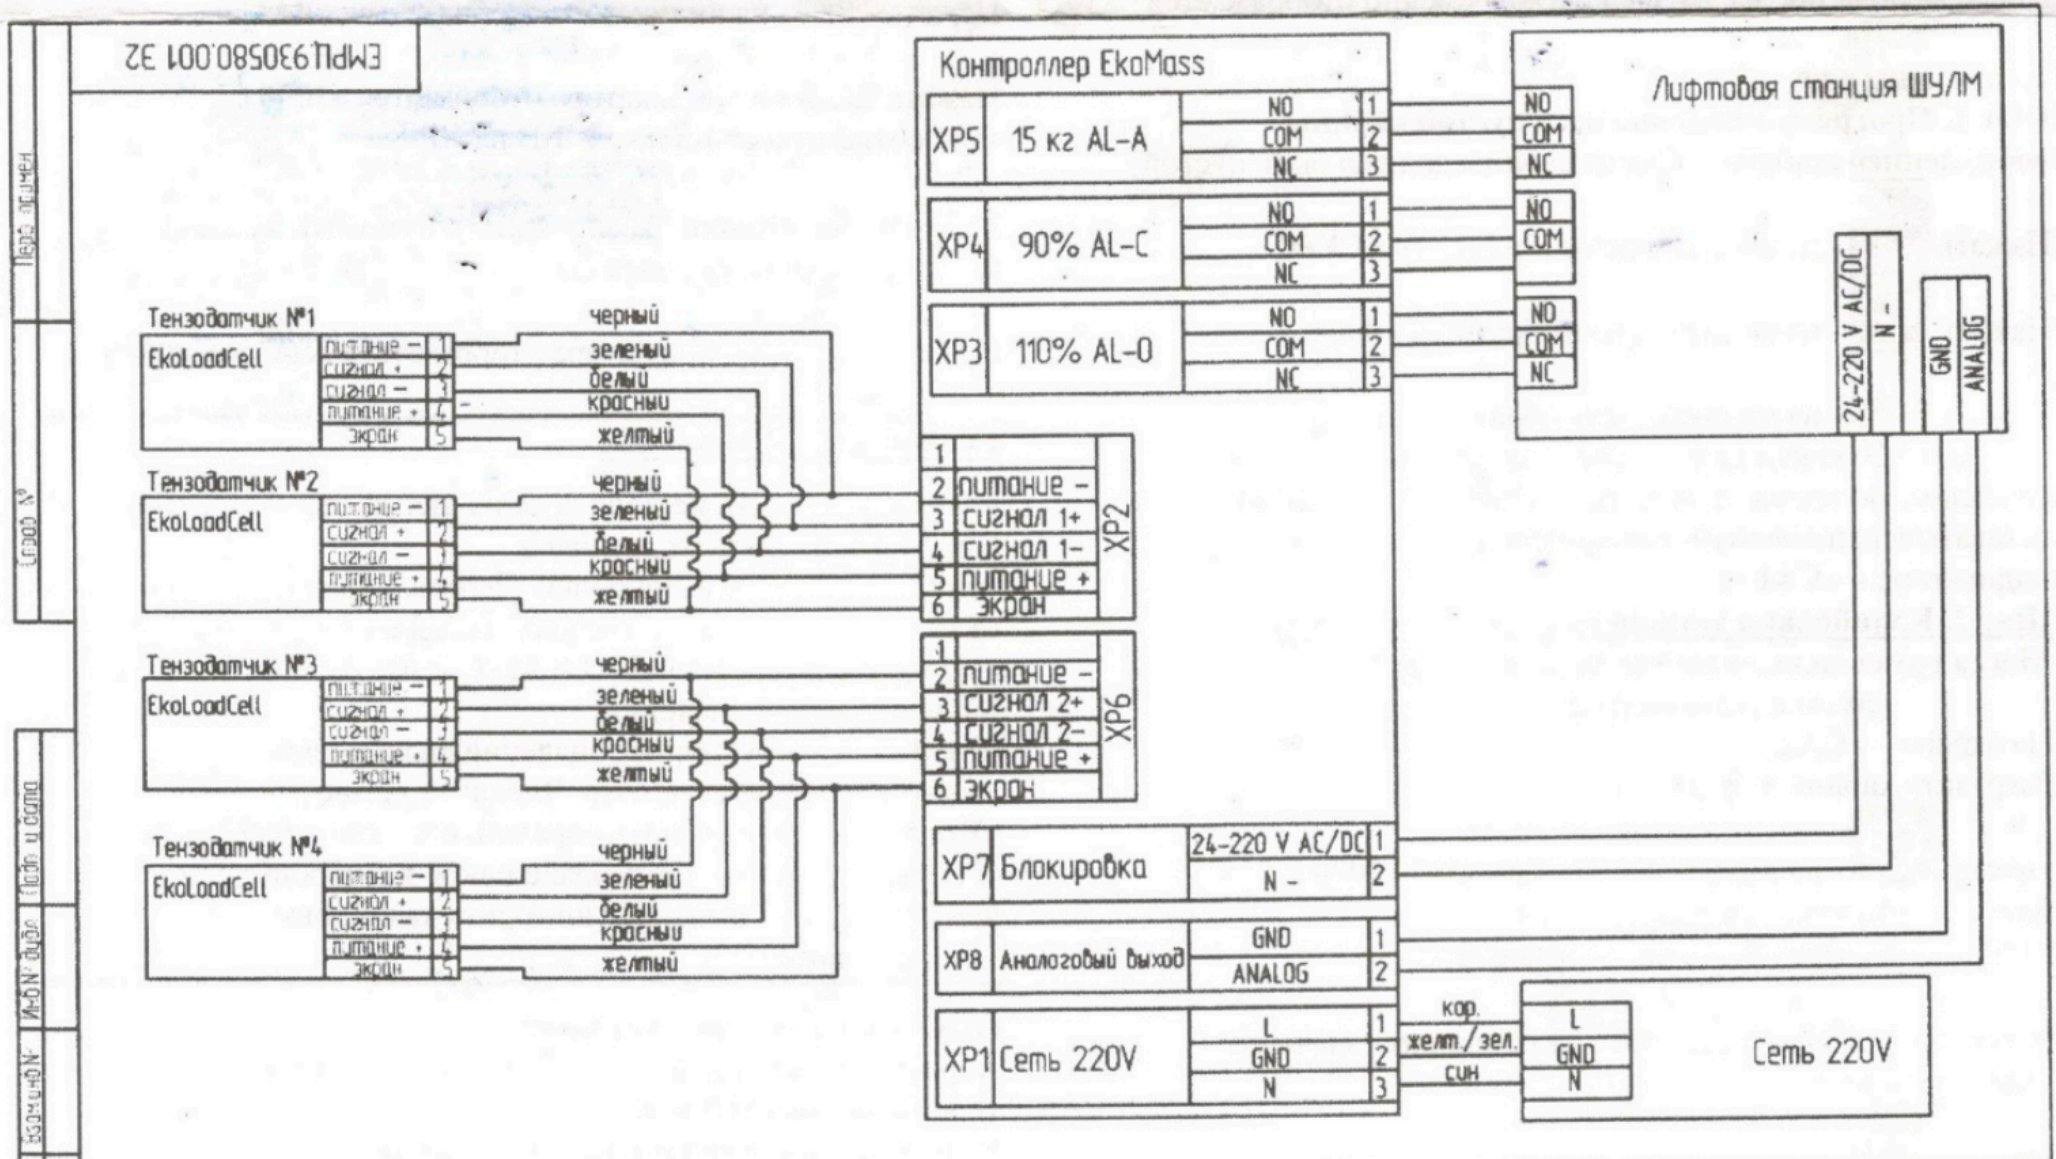 ЕМРЦ.930580.001 32
Перв. примен
Справ №
Подп. и дата
Инв.№ дубл
Взам.инв.№
Тензодатчик №1
EkoLoadCell
питание - 1 черный
сигнал + 2 зеленый
сигнал - 3 белый
питание + 4 красный
экран 5 желтый
Тензодатчик №2
EkoLoadCell
питание - 1 черный
сигнал + 2 зеленый
сигнал - 3 белый
питание + 4 красный
экран 5 желтый
Тензодатчик №3
EkoLoadCell
питание - 1 черный
сигнал + 2 зеленый
сигнал - 3 белый
питание + 4 красный
экран 5 желтый
Тензодатчик №4
EkoLoadCell
питание - 1 черный
сигнал + 2 зеленый
сигнал - 3 белый
питание + 4 красный
экран 5 желтый
Контроллер EkoMass
XP5 15 кг AL-A
NO 1
COM 2
NC 3
XP4 90% AL-C
NO 1
COM 2
NC 3
XP3 110% AL-O
NO 1
COM 2
NC 3
XP2
1
2 питание -
3 сигнал 1+
4 сигнал 1-
5 питание +
6 экран
XP6
1
2 питание -
3 сигнал 2+
4 сигнал 2-
5 питание +
6 экран
XP7 Блокировка
24-220 V AC/DC 1
N - 2
XP8 Аналоговый выход
GND 1
ANALOG 2
XP1 Сеть 220V
L 1 кор.
GND 2 желт./зел.
N 3 син
Лифтовая станция ШУЛМ
NO
COM
NC
NO
COM
NO
COM
NC
24-220 V AC/DC
N -
GND
ANALOG
L
GND
N
Сеть 220V